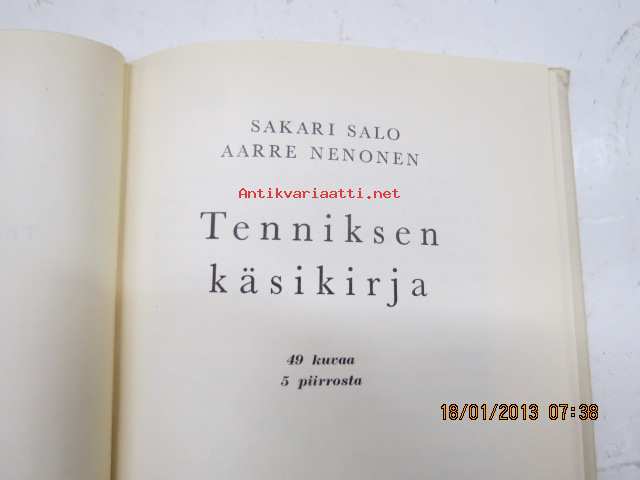 SAKARI SALO
AARRE NENONEN
Antikvariaatti.net
Tenniksen
käsikirja
49 kuvaa
5 piirrosta
18/01/2013 07:38